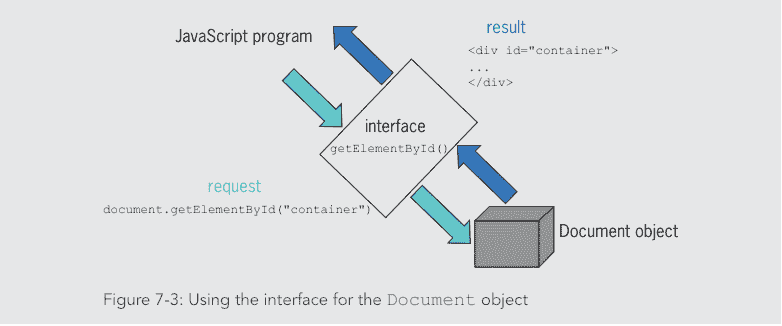 result
JavaScript program
<div id="container">
...
</div>
interface
getElementById()
request
document.getElementById("container")
Document object
Figure 7-3: Using the interface for the Document object